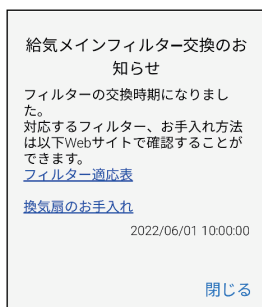 給気メインフィルター交換のお
知らせ
フィルターの交換時期になりまし
た。
対応するフィルター、お手入れ方法
は以下Webサイトで確認することが
できます。
フィルター適応表
換気扇のお手入れ
2022/06/01 10:00:00
閉じる